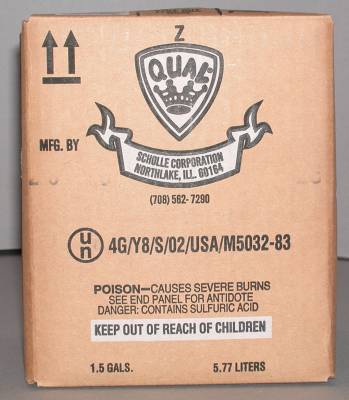 Z
QUAL
MFG. BY
SCHOLLE CORPORATION
NORTHLAKE, ILL. 60164
(708) 562-7290
un 4G/Y8/S/02/USA/M5032-83
POISON—CAUSES SEVERE BURNS
SEE END PANEL FOR ANTIDOTE
DANGER: CONTAINS SULFURIC ACID
KEEP OUT OF REACH OF CHILDREN
1.5 GALS. 5.77 LITERS